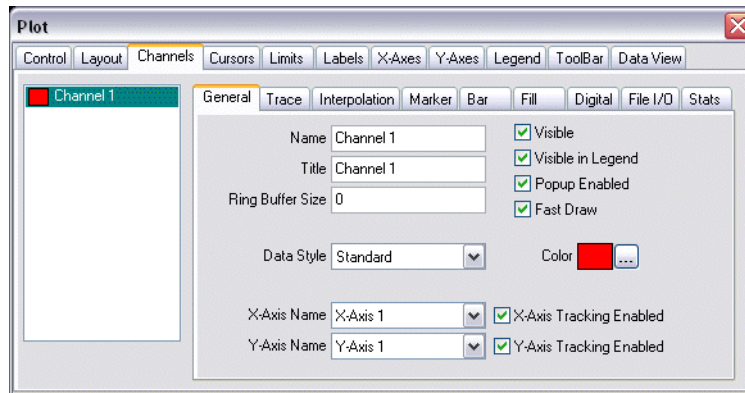 Plot
Control Layout Channels Cursors Limits Labels X-Axes Y-Axes Legend ToolBar Data View
Channel 1
General Trace Interpolation Marker Bar Fill Digital File I/O Stats
Name Channel 1
Title Channel 1
Ring Buffer Size 0
Visible
Visible in Legend
Popup Enabled
Fast Draw
Data Style Standard
Color ...
X-Axis Name X-Axis 1 X-Axis Tracking Enabled
Y-Axis Name Y-Axis 1 Y-Axis Tracking Enabled